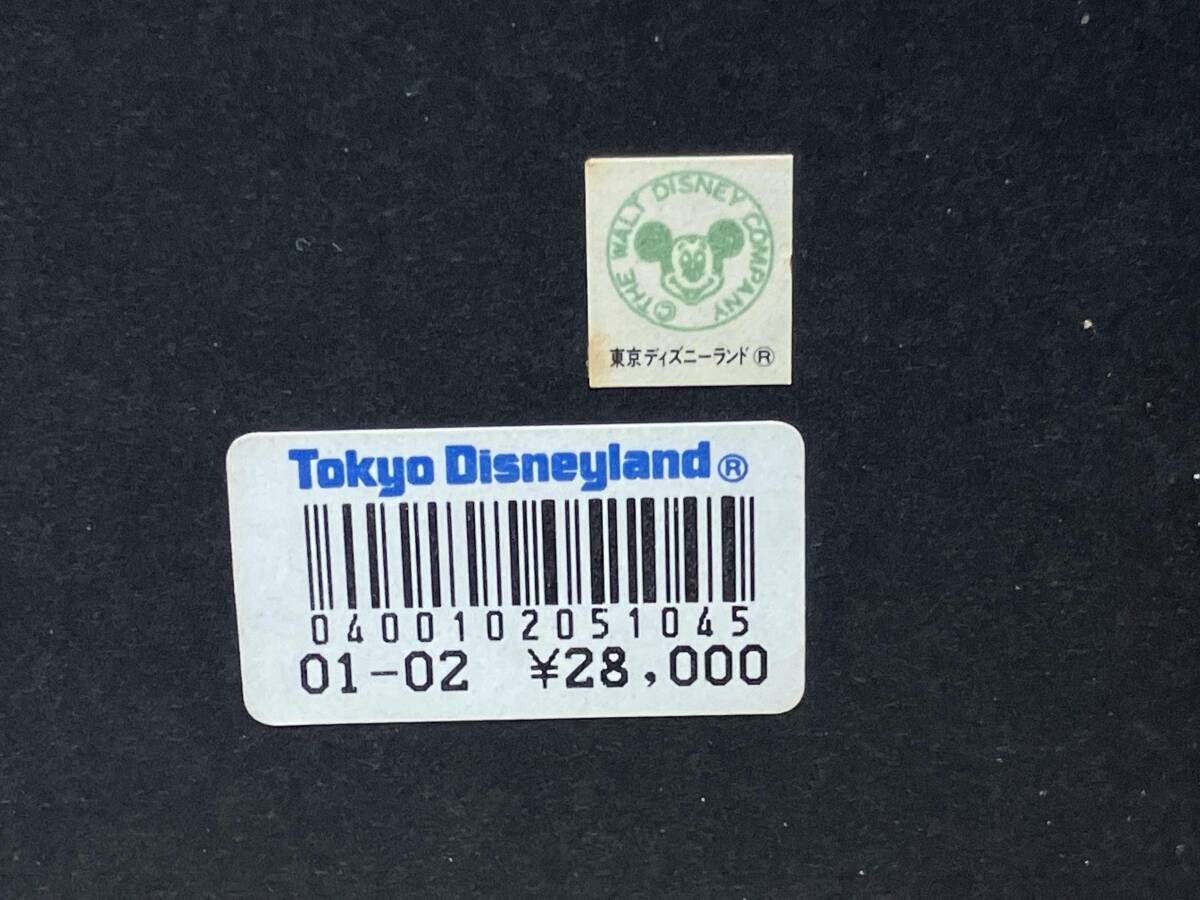 ©THE WALT DISNEY COMPANY
東京ディズニーランド®
Tokyo Disneyland®
0400102051045
01-02 ¥28,000